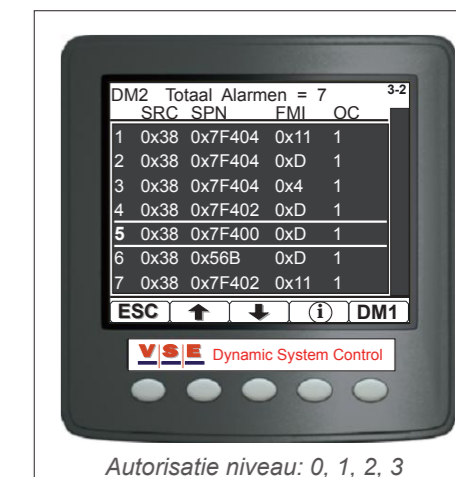 DM2 Totaal Alarmen = 7 3-2
SRC SPN FMI OC
1 0x38 0x7F404 0x11 1
2 0x38 0x7F404 0xD 1
3 0x38 0x7F404 0x4 1
4 0x38 0x7F402 0xD 1
5 0x38 0x7F400 0xD 1
6 0x38 0x56B 0xD 1
7 0x38 0x7F402 0x11 1
ESC i DM1
VSE Dynamic System Control
Autorisatie niveau: 0, 1, 2, 3